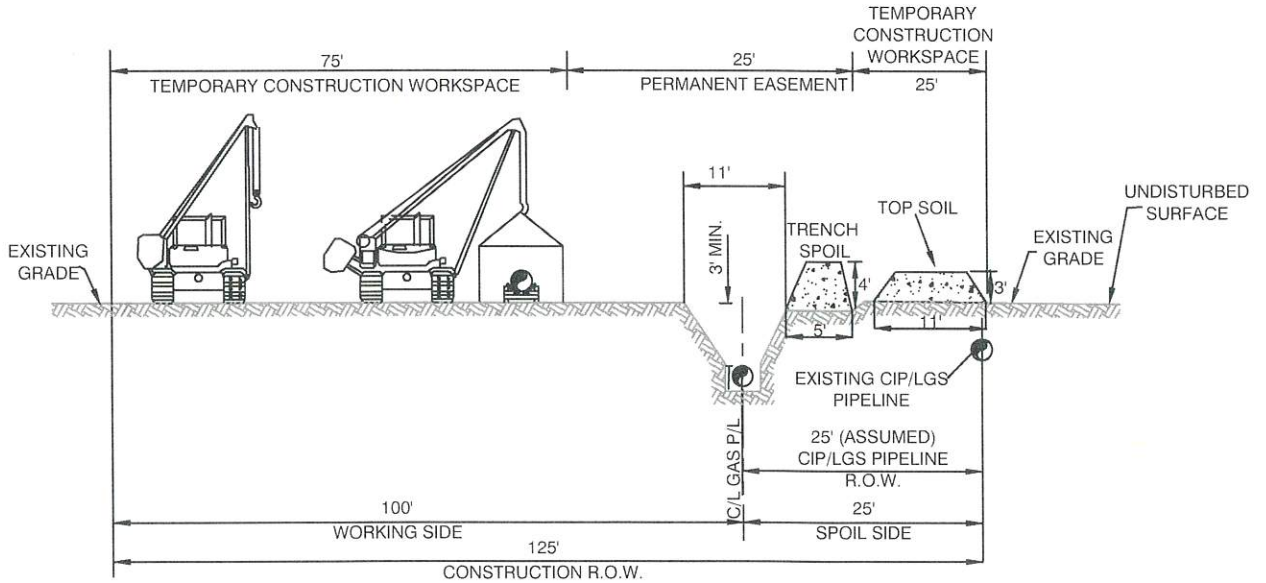 TEMPORARY
CONSTRUCTION
WORKSPACE
75'
TEMPORARY CONSTRUCTION WORKSPACE
25'
PERMANENT EASEMENT
25'
11'
3' MIN.
TRENCH
SPOIL
TOP SOIL
UNDISTURBED
SURFACE
EXISTING
GRADE
EXISTING
GRADE
4'
3'
5'
11'
EXISTING CIP/LGS
PIPELINE
C/L GAS P/L
25' (ASSUMED)
CIP/LGS PIPELINE
R.O.W.
100'
WORKING SIDE
25'
SPOIL SIDE
125'
CONSTRUCTION R.O.W.